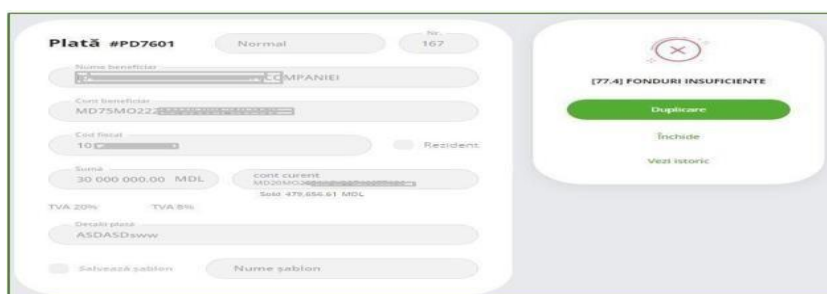 Plată #PD7601 Normal Nr. 167
Nume beneficiar
COMPANIEI
Cont beneficiar
MD75MO222
Cod fiscal
10
Rezident
Sumă
30 000 000.00 MDL
cont curent
MD20MO2
Sold 479,656.61 MDL
TVA 20% TVA 8%
Detalii plată
ASDASDsww
Salvează șablon
Nume șablon
[77.4] FONDURI INSUFICIENTE
Duplicare
Închide
Vezi istoric